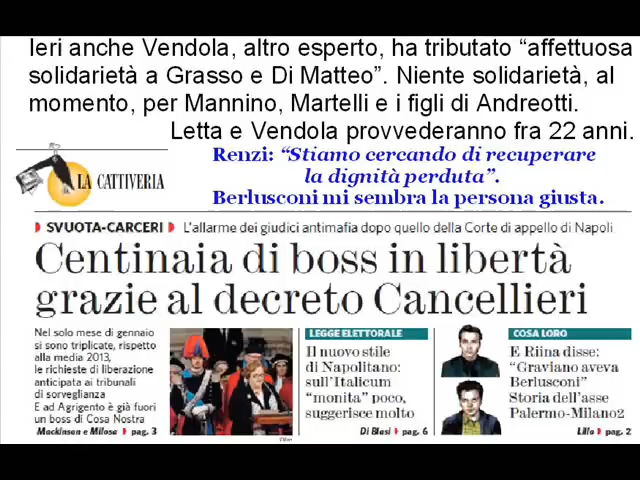 Ieri anche Vendola, altro esperto, ha tributato “affettuosa
solidarietà a Grasso e Di Matteo”. Niente solidarietà, al
momento, per Mannino, Martelli e i figli di Andreotti.
Letta e Vendola provvederanno fra 22 anni.
LA CATTIVERIA
Renzi: “Stiamo cercando di recuperare
la dignità perduta”.
Berlusconi mi sembra la persona giusta.
SVUOTA-CARCERI L'allarme dei giudici antimafia dopo quello della Corte di appello di Napoli
Centinaia di boss in libertà
grazie al decreto Cancellieri
Nel solo mese di gennaio
si sono triplicate, rispetto
alla media 2013,
le richieste di liberazione
anticipata ai tribunali
di sorveglianza
E ad Agrigento è già fuori
un boss di Cosa Nostra
Mackinson e Milosa pag. 3
LEGGE ELETTORALE
Il nuovo stile
di Napolitano:
sull'Italicum
“monita” poco,
suggerisce molto
Di Blasi pag. 6
COSA LORO
E Riina disse:
“Graviano aveva
Berlusconi”
Storia dell'asse
Palermo-Milano2
Lillo pag. 2